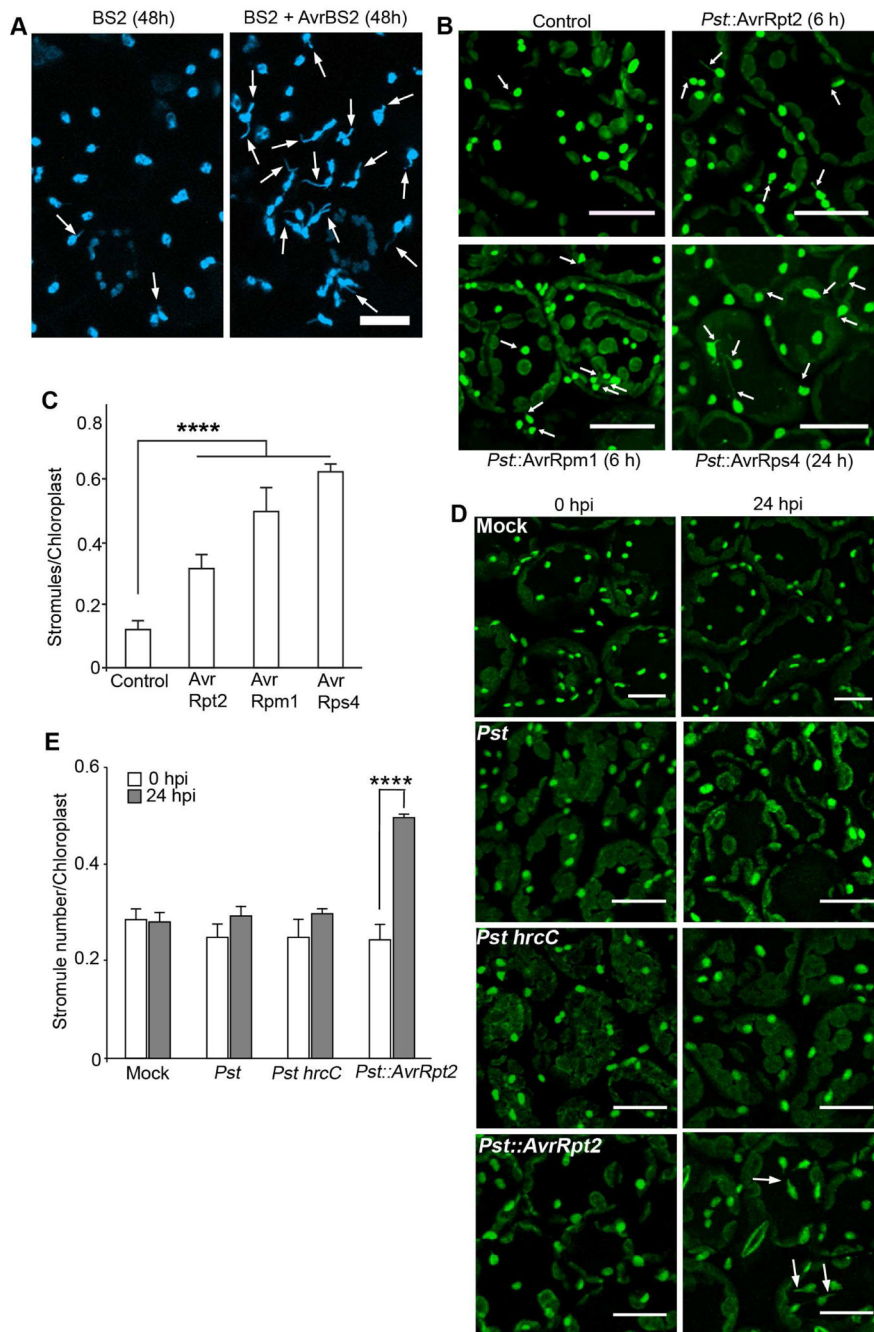 A
BS2 (48h)
BS2 + AvrBS2 (48h)
B
Control
Pst::AvrRpt2 (6 h)
Pst::AvrRpm1 (6 h)
Pst::AvrRps4 (24 h)
C
Stromules/Chloroplast
0.8
0.6
0.4
0.2
0
****
Control
Avr
Rpt2
Avr
Rpm1
Avr
Rps4
D
0 hpi
24 hpi
Mock
Pst
Pst hrcC
Pst::AvrRpt2
E
Stromule number/Chloroplast
0.6
0.4
0.2
0
0 hpi
24 hpi
****
Mock
Pst
Pst hrcC
Pst::AvrRpt2